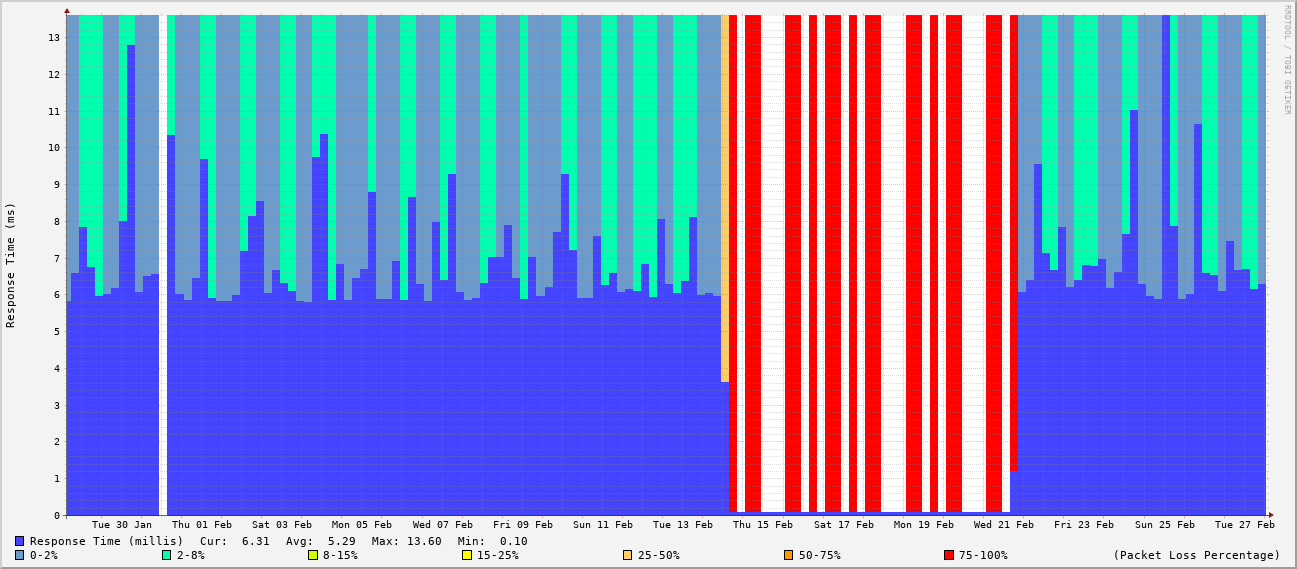 RRDTOOL / TOBI OETIKER
Response Time (ms)
13
12
11
10
9
8
7
6
5
4
3
2
1
0
Tue 30 Jan Thu 01 Feb Sat 03 Feb Mon 05 Feb Wed 07 Feb Fri 09 Feb Sun 11 Feb Tue 13 Feb Thu 15 Feb Sat 17 Feb Mon 19 Feb Wed 21 Feb Fri 23 Feb Sun 25 Feb Tue 27 Feb
Response Time (millis) Cur: 6.31 Avg: 5.29 Max: 13.60 Min: 0.10
0-2% 2-8% 8-15% 15-25% 25-50% 50-75% 75-100% (Packet Loss Percentage)